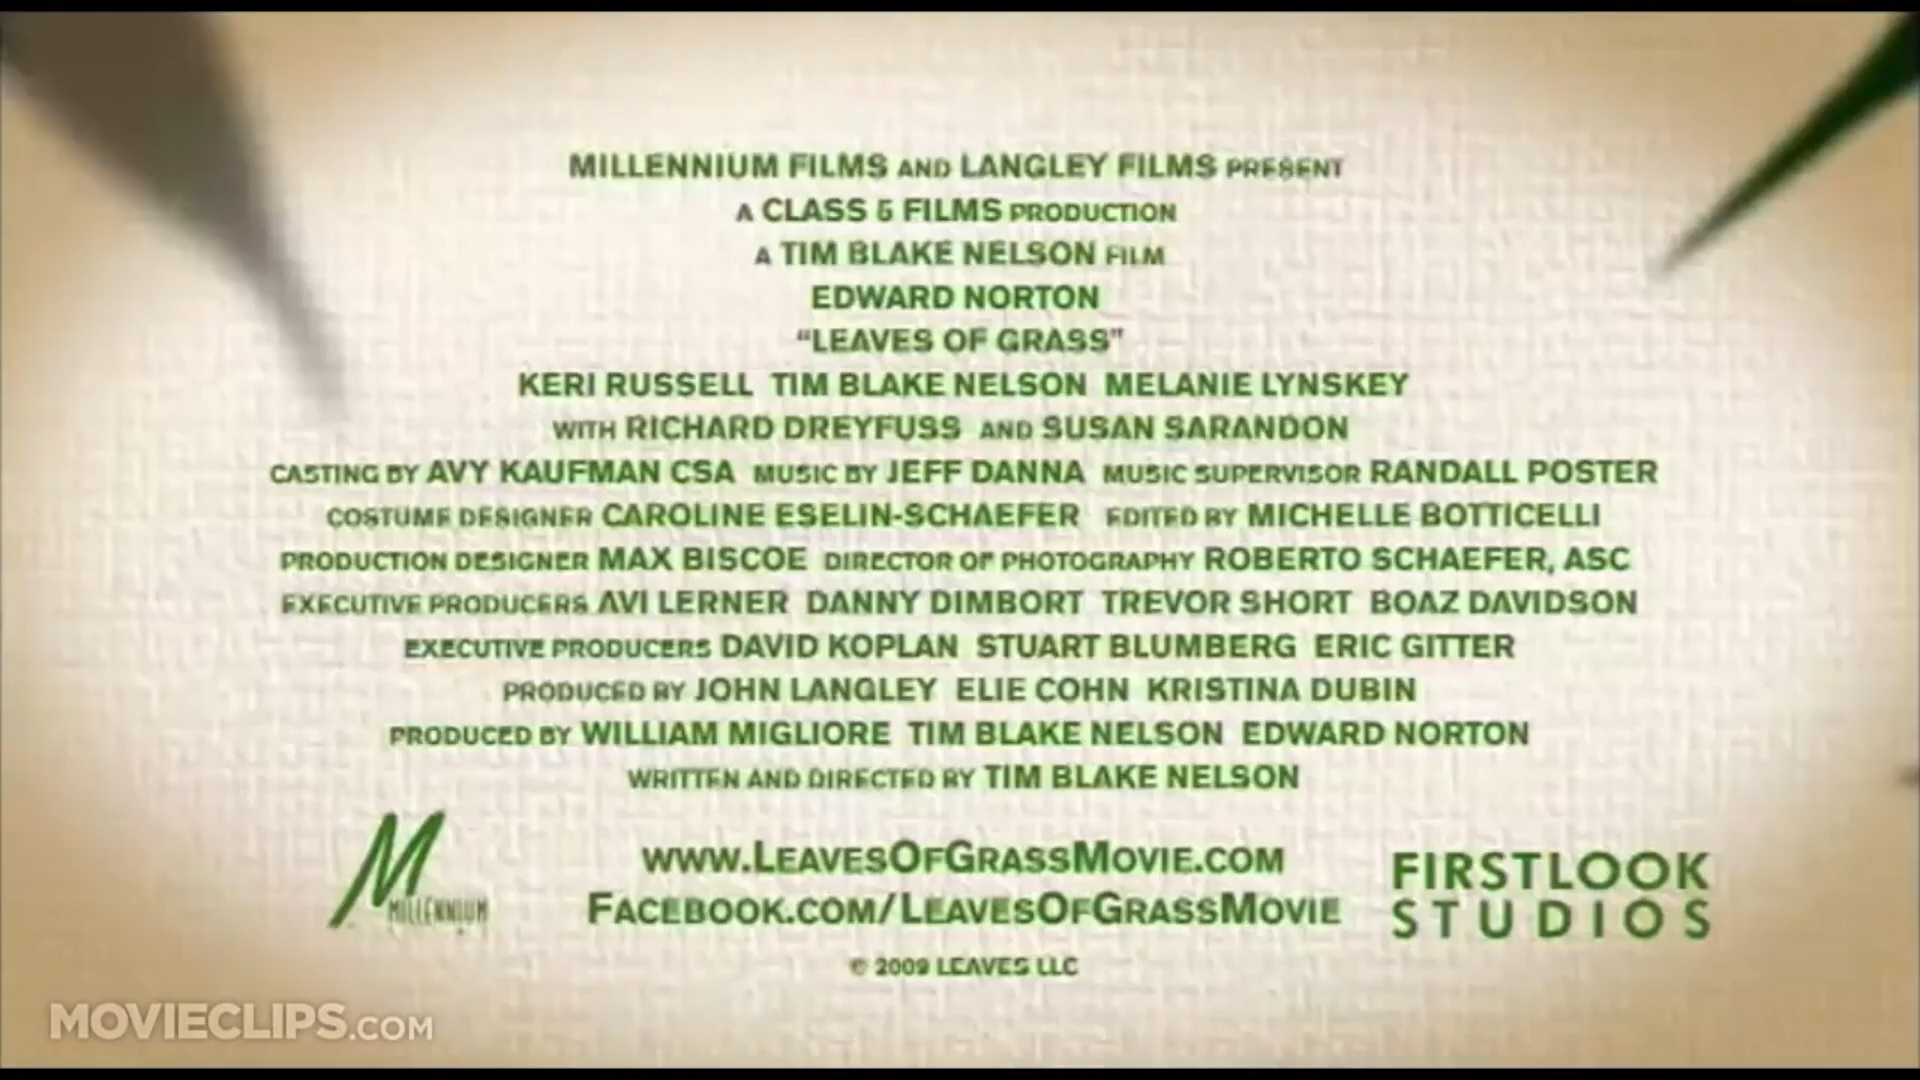 MILLENNIUM FILMS AND LANGLEY FILMS PRESENT
A CLASS 5 FILMS PRODUCTION
A TIM BLAKE NELSON FILM
EDWARD NORTON
“LEAVES OF GRASS”
KERI RUSSELL TIM BLAKE NELSON MELANIE LYNSKEY
WITH RICHARD DREYFUSS AND SUSAN SARANDON
CASTING BY AVY KAUFMAN CSA MUSIC BY JEFF DANNA MUSIC SUPERVISOR RANDALL POSTER
COSTUME DESIGNER CAROLINE ESELIN-SCHAEFER EDITED BY MICHELLE BOTTICELLI
PRODUCTION DESIGNER MAX BISCOE DIRECTOR OF PHOTOGRAPHY ROBERTO SCHAEFER, ASC
EXECUTIVE PRODUCERS AVI LERNER DANNY DIMBORT TREVOR SHORT BOAZ DAVIDSON
EXECUTIVE PRODUCERS DAVID KOPLAN STUART BLUMBERG ERIC GITTER
PRODUCED BY JOHN LANGLEY ELIE COHN KRISTINA DUBIN
PRODUCED BY WILLIAM MIGLIORE TIM BLAKE NELSON EDWARD NORTON
WRITTEN AND DIRECTED BY TIM BLAKE NELSON
M MILLENNIUM
WWW.LEAVESOFGRASSMOVIE.COM
FACEBOOK.COM/LEAVESOFGRASSMOVIE
FIRSTLOOK
STUDIOS
© 2009 LEAVES LLC
MOVIECLIPS.COM